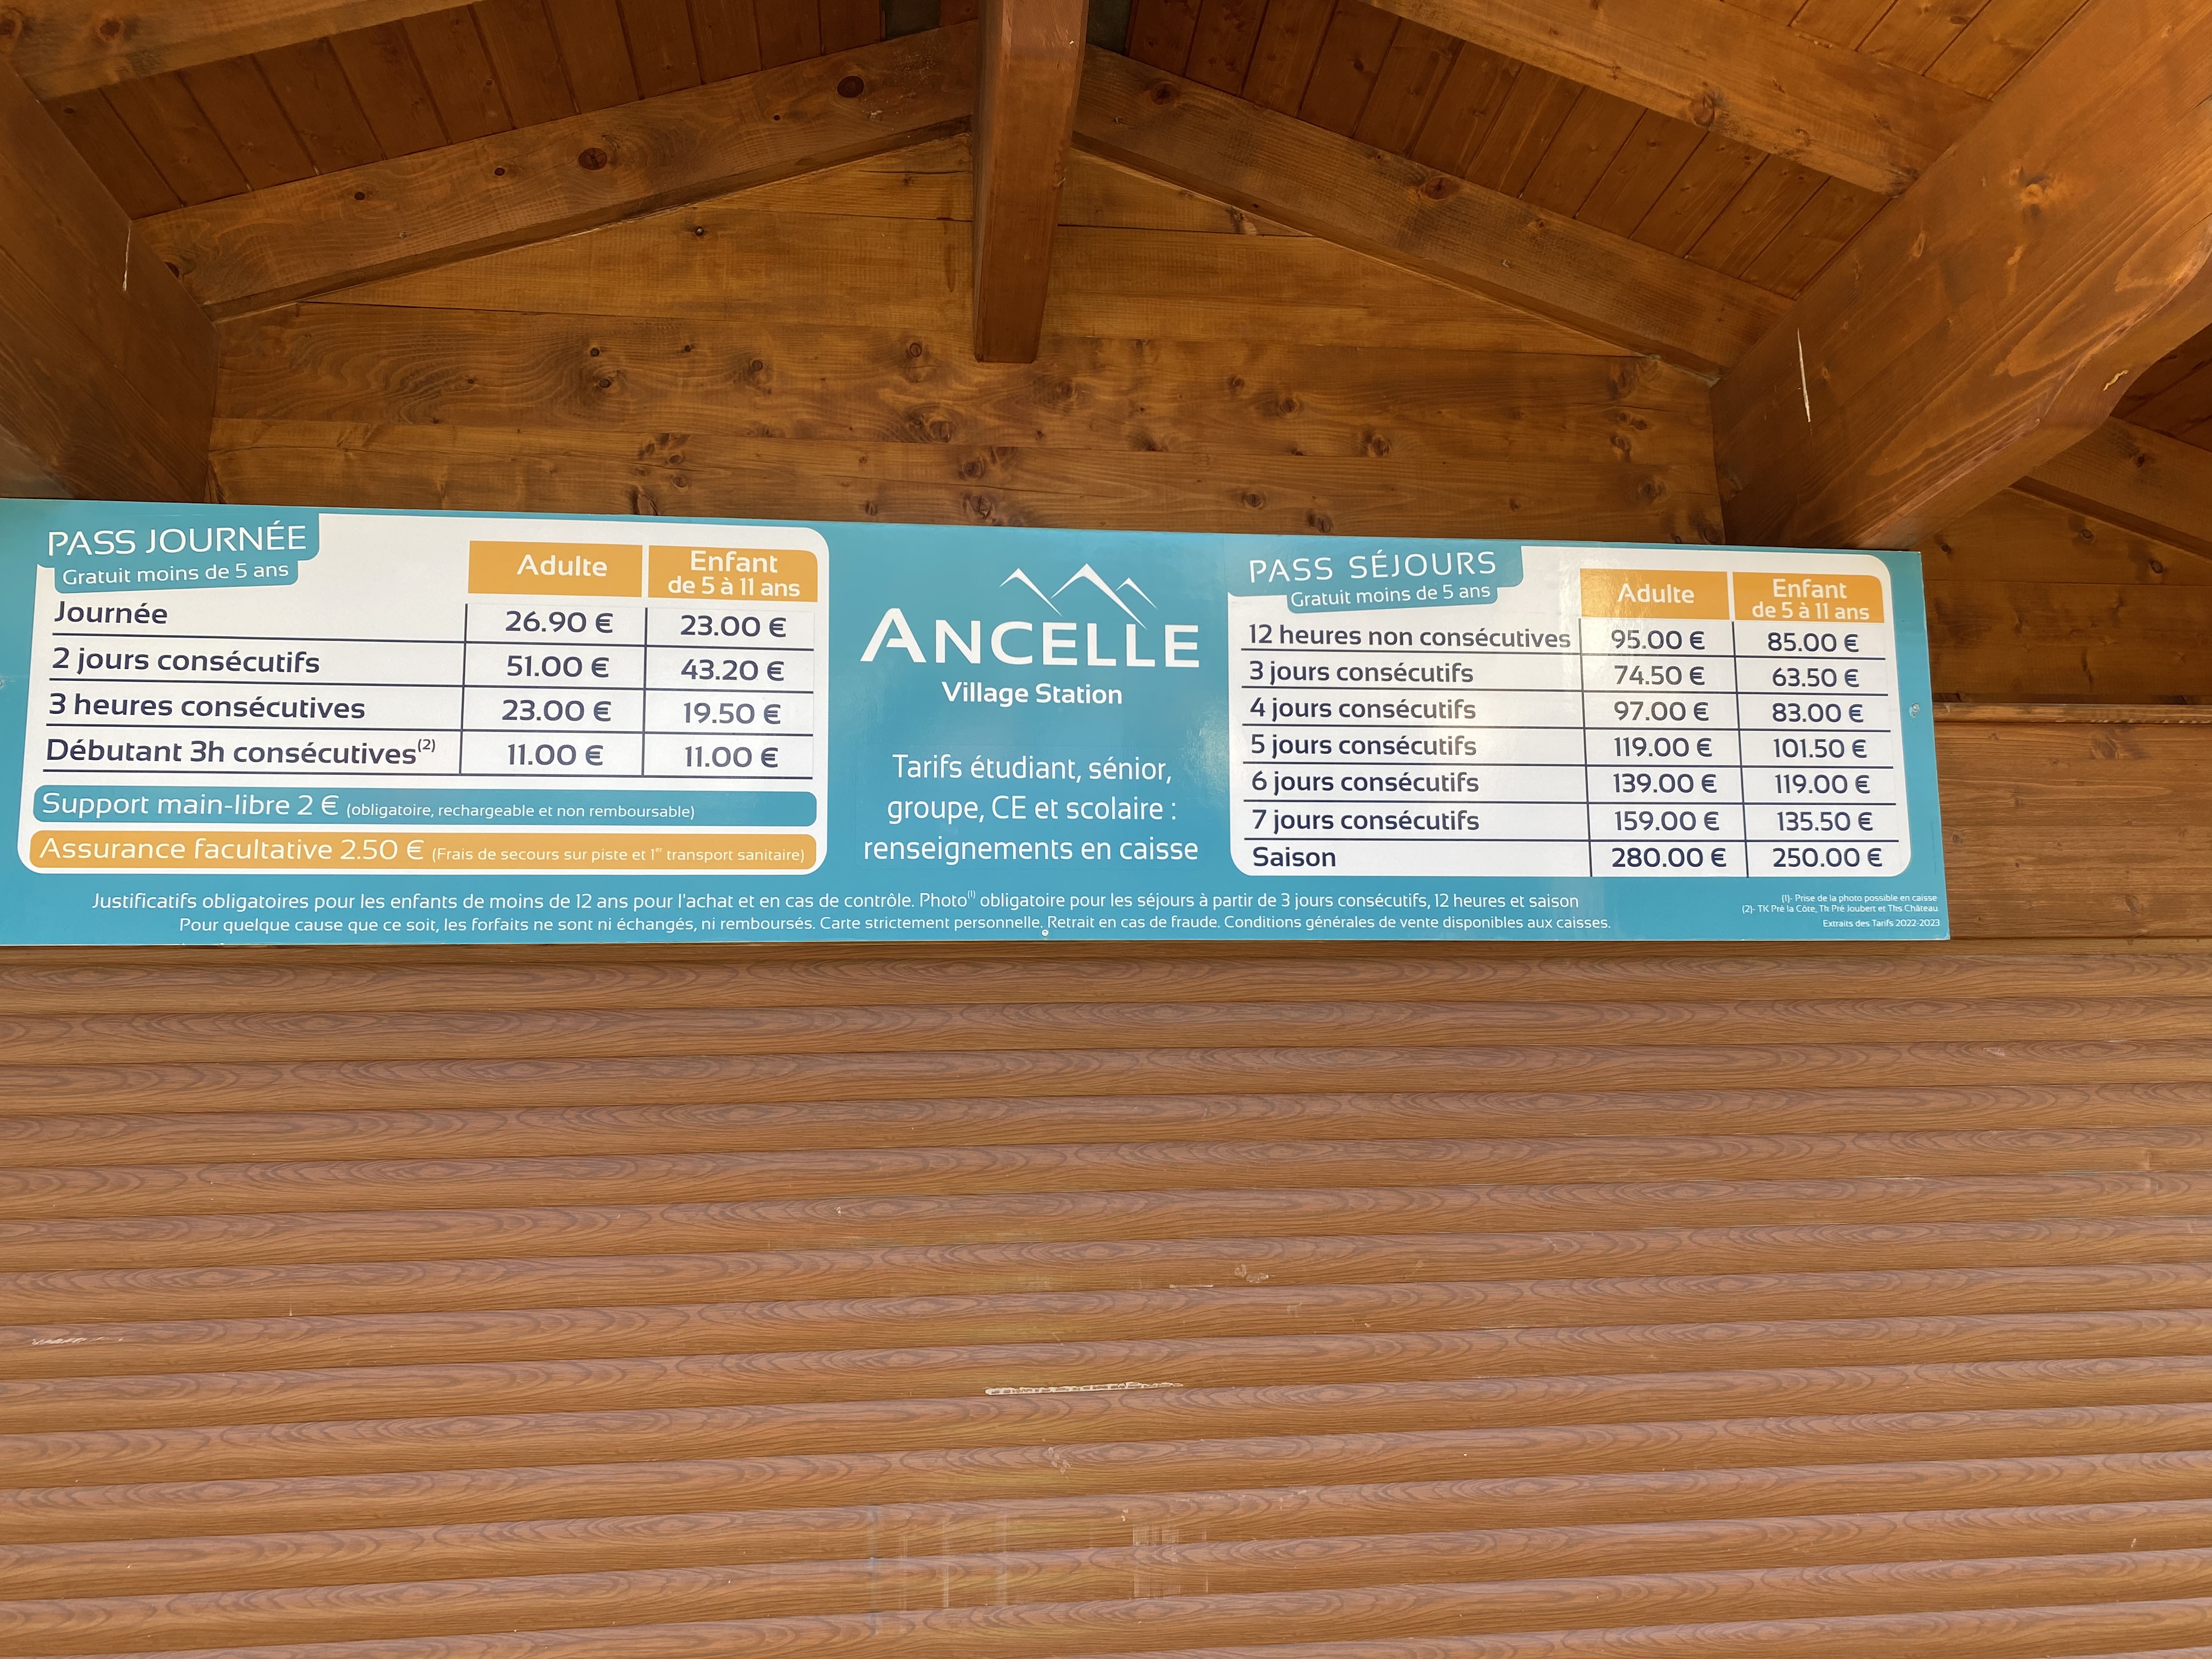 PASS JOURNÉE
Gratuit moins de 5 ans
Adulte
Enfant
de 5 à 11 ans
Journée 26.90 € 23.00 €
2 jours consécutifs 51.00 € 43.20 €
3 heures consécutives 23.00 € 19.50 €
Débutant 3h consécutives(2) 11.00 € 11.00 €
Support main-libre 2 € (obligatoire, rechargeable et non remboursable)
Assurance facultative 2.50 € (Frais de secours sur piste et 1er transport sanitaire)
ANCELLE
Village Station
Tarifs étudiant, sénior,
groupe, CE et scolaire :
renseignements en caisse
PASS SÉJOURS
Gratuit moins de 5 ans
Adulte
Enfant
de 5 à 11 ans
12 heures non consécutives 95.00 € 85.00 €
3 jours consécutifs 74.50 € 63.50 €
4 jours consécutifs 97.00 € 83.00 €
5 jours consécutifs 119.00 € 101.50 €
6 jours consécutifs 139.00 € 119.00 €
7 jours consécutifs 159.00 € 135.50 €
Saison 280.00 € 250.00 €
Justificatifs obligatoires pour les enfants de moins de 12 ans pour l'achat et en cas de contrôle. Photo(1) obligatoire pour les séjours à partir de 3 jours consécutifs, 12 heures et saison
Pour quelque cause que ce soit, les forfaits ne sont ni échangés, ni remboursés. Carte strictement personnelle. Retrait en cas de fraude. Conditions générales de vente disponibles aux caisses.
(1)- Prise de la photo possible en caisse
(2)- TK Pré la Côte, Th Pré Joubert et Ths Château
Extraits des Tarifs 2022-2023